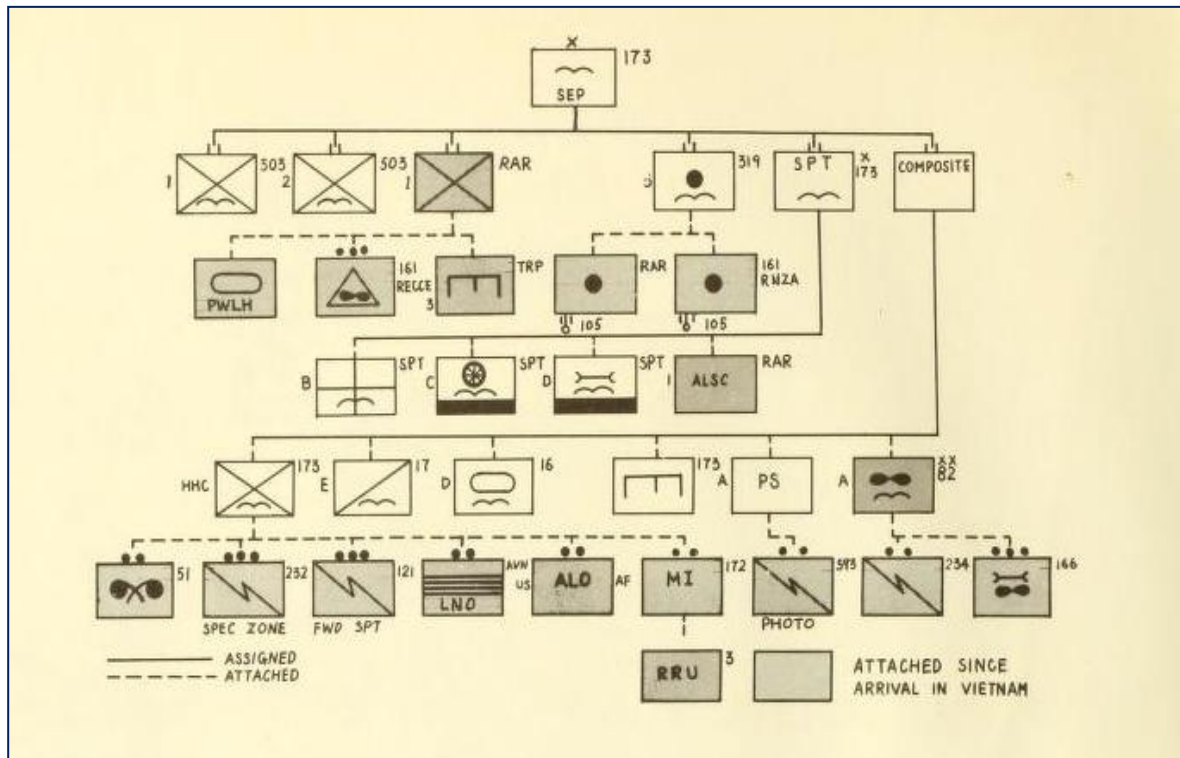 X
173
SEP
1 503
2 503
1 RAR
319
SPT X 173
COMPOSITE
PWLH
161 RECCE
3 TRP
RAR
161 RNZA
105
105
B SPT
C SPT
D SPT
1 ALSC RAR
HHC 173
E 17
D 16
173
A PS
A XX 82
51
232
121
AVN
LNO
US ALO AF
MI 172
234
166
SPEC ZONE
FWD SPT
PHOTO
ASSIGNED
ATTACHED
RRU 3
ATTACHED SINCE
ARRIVAL IN VIETNAM